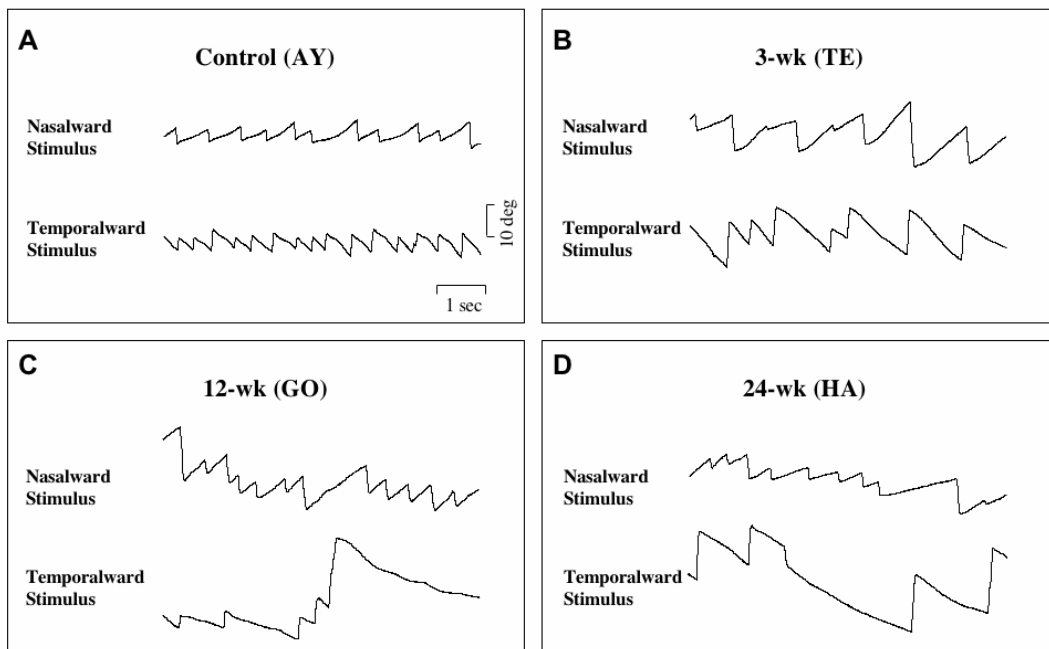 A
Control (AY)
Nasalward
Stimulus
Temporalward
Stimulus
10 deg
1 sec
B
3-wk (TE)
Nasalward
Stimulus
Temporalward
Stimulus
C
12-wk (GO)
Nasalward
Stimulus
Temporalward
Stimulus
D
24-wk (HA)
Nasalward
Stimulus
Temporalward
Stimulus